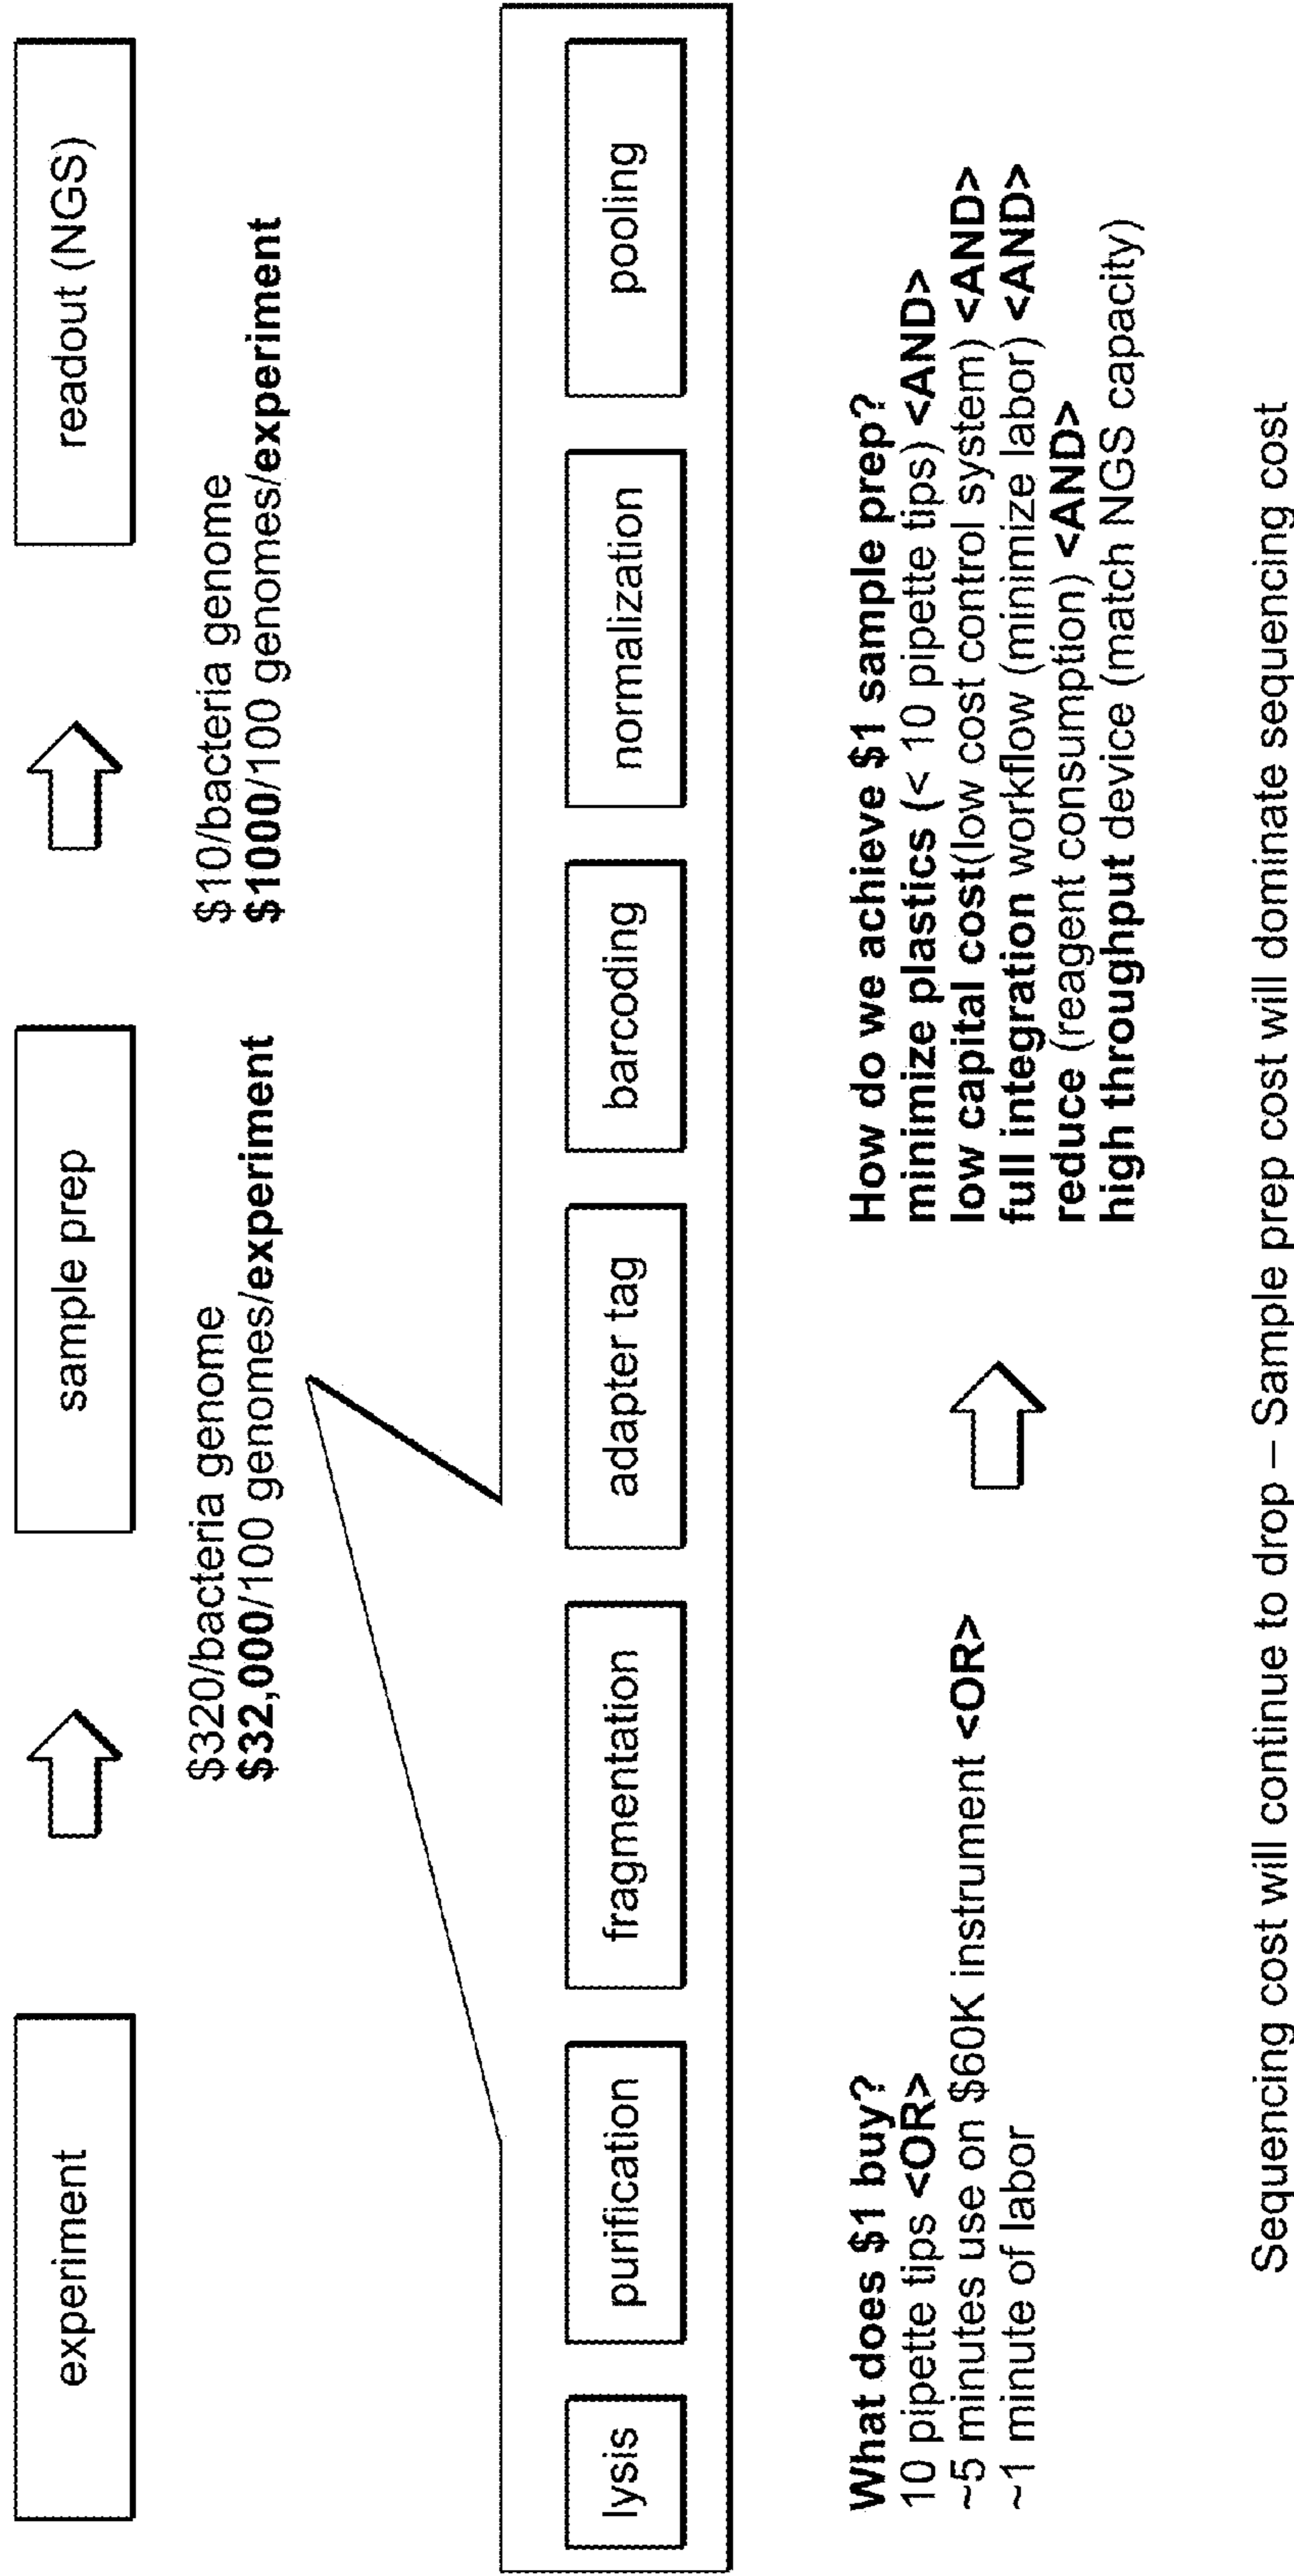 experiment
sample prep
readout (NGS)
$320/bacteria genome
$32,000/100 genomes/experiment
$10/bacteria genome
$1000/100 genomes/experiment
lysis
purification
fragmentation
adapter tag
barcoding
normalization
pooling
What does $1 buy?
10 pipette tips <OR>
~5 minutes use on $60K instrument <OR>
~1 minute of labor
How do we achieve $1 sample prep?
minimize plastics (< 10 pipette tips) <AND>
low capital cost(low cost control system) <AND>
full integration workflow (minimize labor) <AND>
reduce (reagent consumption) <AND>
high throughput device (match NGS capacity)
Sequencing cost will continue to drop – Sample prep cost will dominate sequencing cost